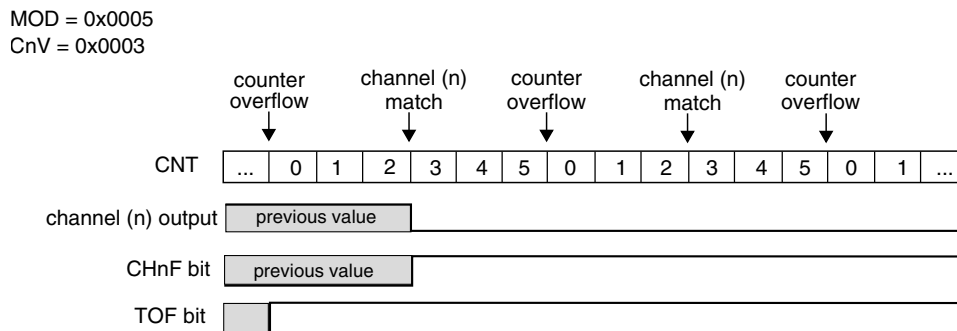 MOD = 0x0005
CnV = 0x0003
counter overflow
channel (n) match
counter overflow
channel (n) match
counter overflow
CNT ... 0 1 2 3 4 5 0 1 2 3 4 5 0 1 ...
channel (n) output previous value
CHnF bit previous value
TOF bit